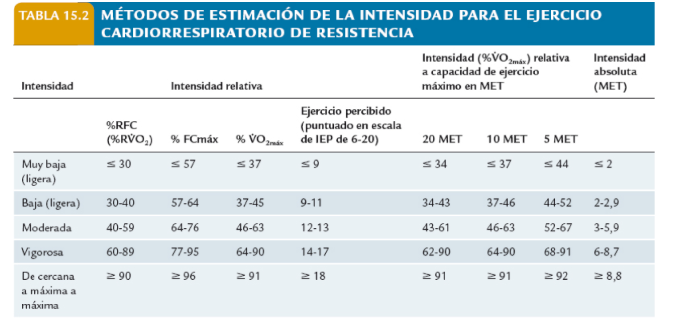 TABLA 15.2 MÉTODOS DE ESTIMACIÓN DE LA INTENSIDAD PARA EL EJERCICIO
CARDIORRESPIRATORIO DE RESISTENCIA
Intensidad (%V̇O₂máx) relativa Intensidad
a capacidad de ejercicio absoluta
Intensidad Intensidad relativa máximo en MET (MET)
Ejercicio percibido
%RFC (puntuado en escala
(%RV̇O₂) % FCmáx % V̇O₂máx de IEP de 6-20) 20 MET 10 MET 5 MET
Muy baja ≤ 30 ≤ 57 ≤ 37 ≤ 9 ≤ 34 ≤ 37 ≤ 44 ≤ 2
(ligera)
Baja (ligera) 30-40 57-64 37-45 9-11 34-43 37-46 44-52 2-2,9
Moderada 40-59 64-76 46-63 12-13 43-61 46-63 52-67 3-5,9
Vigorosa 60-89 77-95 64-90 14-17 62-90 64-90 68-91 6-8,7
De cercana ≥ 90 ≥ 96 ≥ 91 ≥ 18 ≥ 91 ≥ 91 ≥ 92 ≥ 8,8
a máxima a
máxima